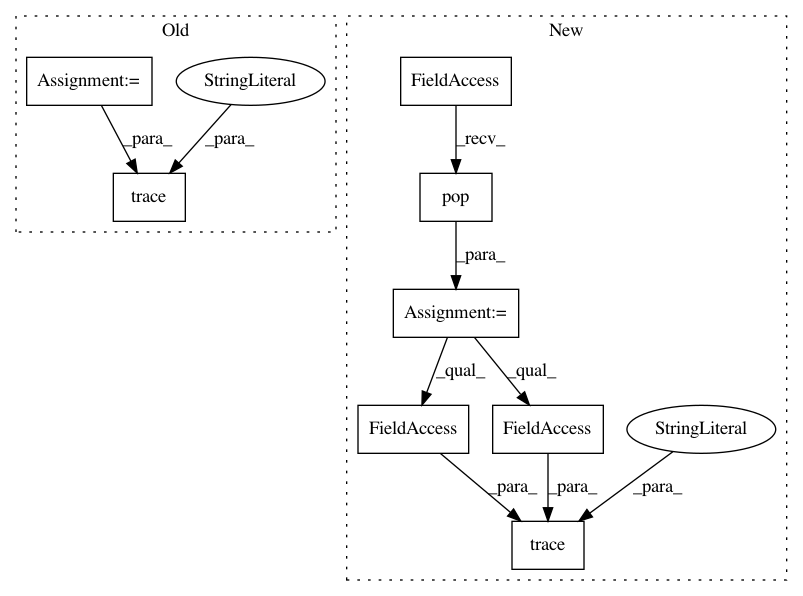 Old
New
Assignment:=
StringLiteral
FieldAccess
_para_
_para_
_recv_
trace
pop
_para_
Assignment:=
_qual_
_qual_
FieldAccess
FieldAccess
StringLiteral
_para_
_para_
_para_
trace